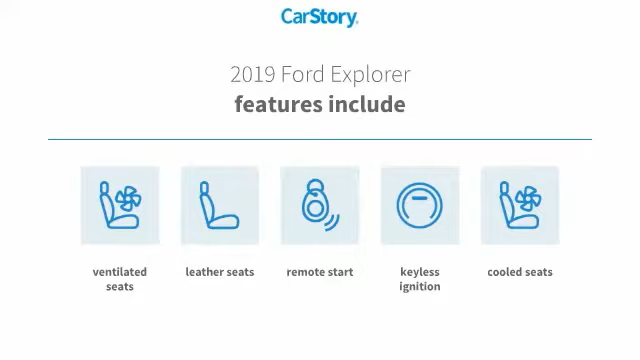 CarStory
2019 Ford Explorer
features include
ventilated seats
leather seats
remote start
keyless ignition
cooled seats